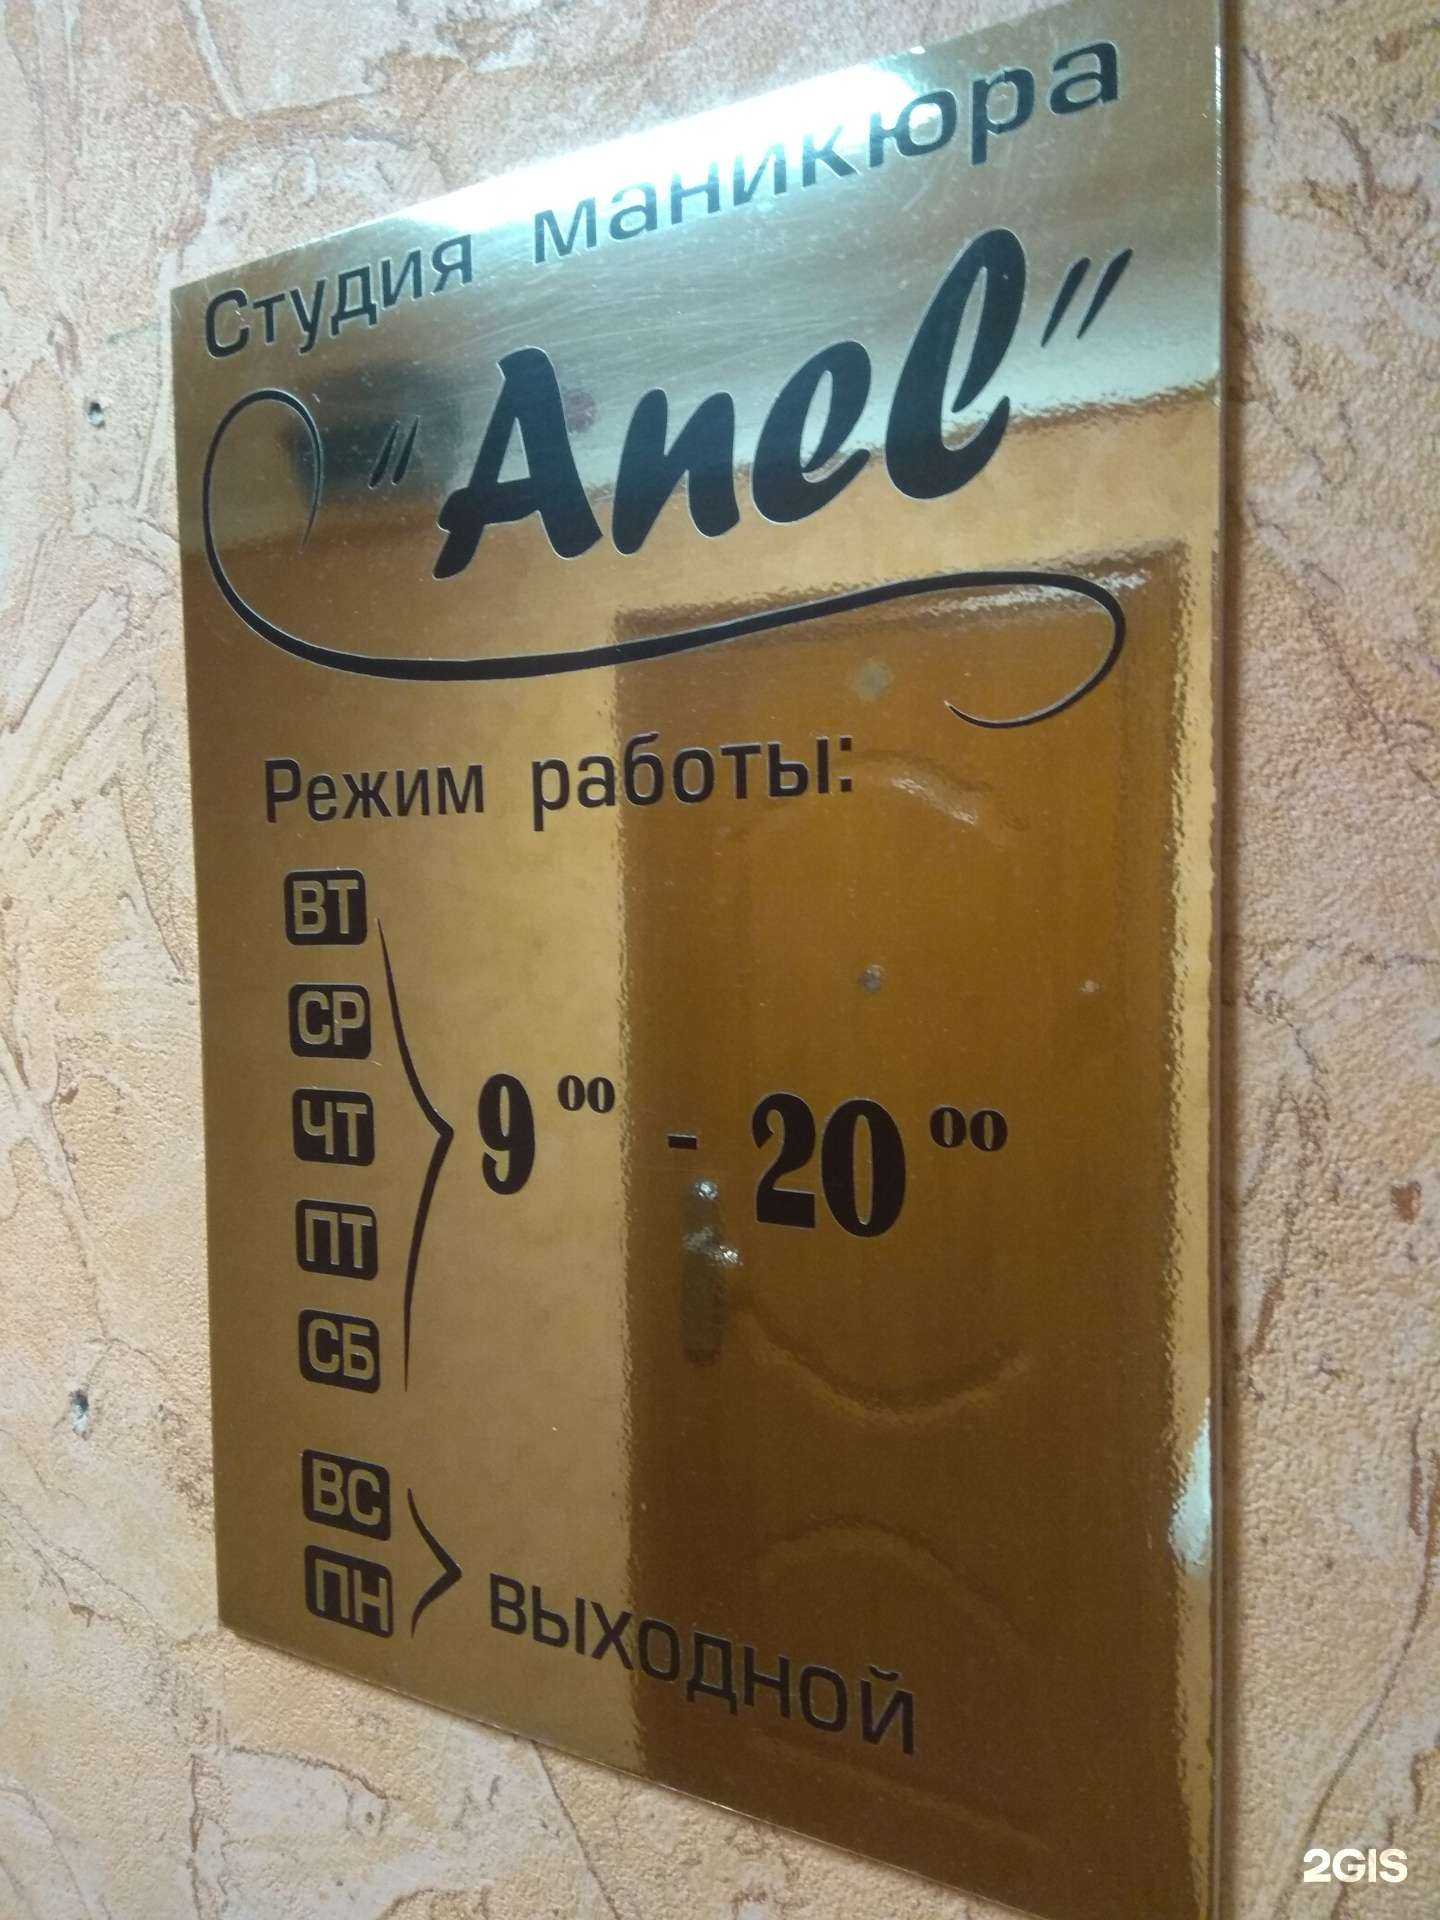 Студия маникюра
"Anel"
Режим работы:
ВТ
СР
ЧТ
ПТ
СБ
9 00 - 20 00
ВС
ПН
выходной
2GIS